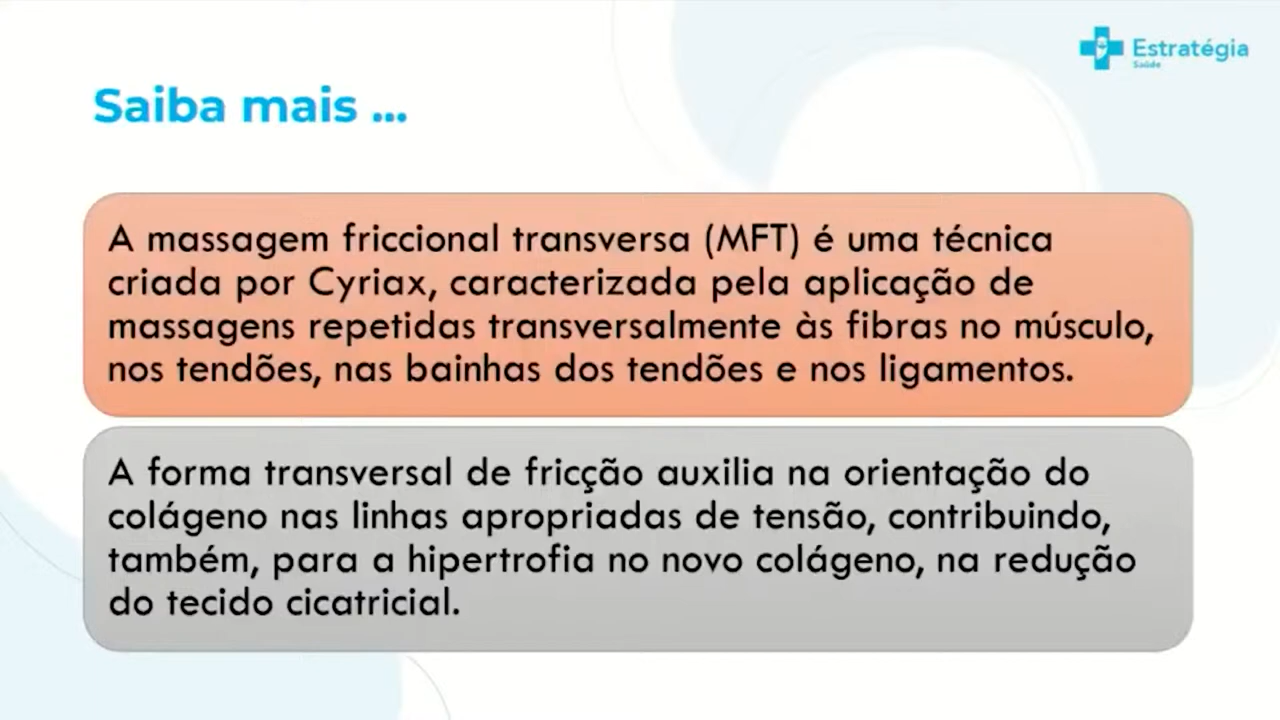 Estratégia
Saúde
Saiba mais ...
A massagem friccional transversa (MFT) é uma técnica
criada por Cyriax, caracterizada pela aplicação de
massagens repetidas transversalmente às fibras no músculo,
nos tendões, nas bainhas dos tendões e nos ligamentos.
A forma transversal de fricção auxilia na orientação do
colágeno nas linhas apropriadas de tensão, contribuindo,
também, para a hipertrofia no novo colágeno, na redução
do tecido cicatricial.